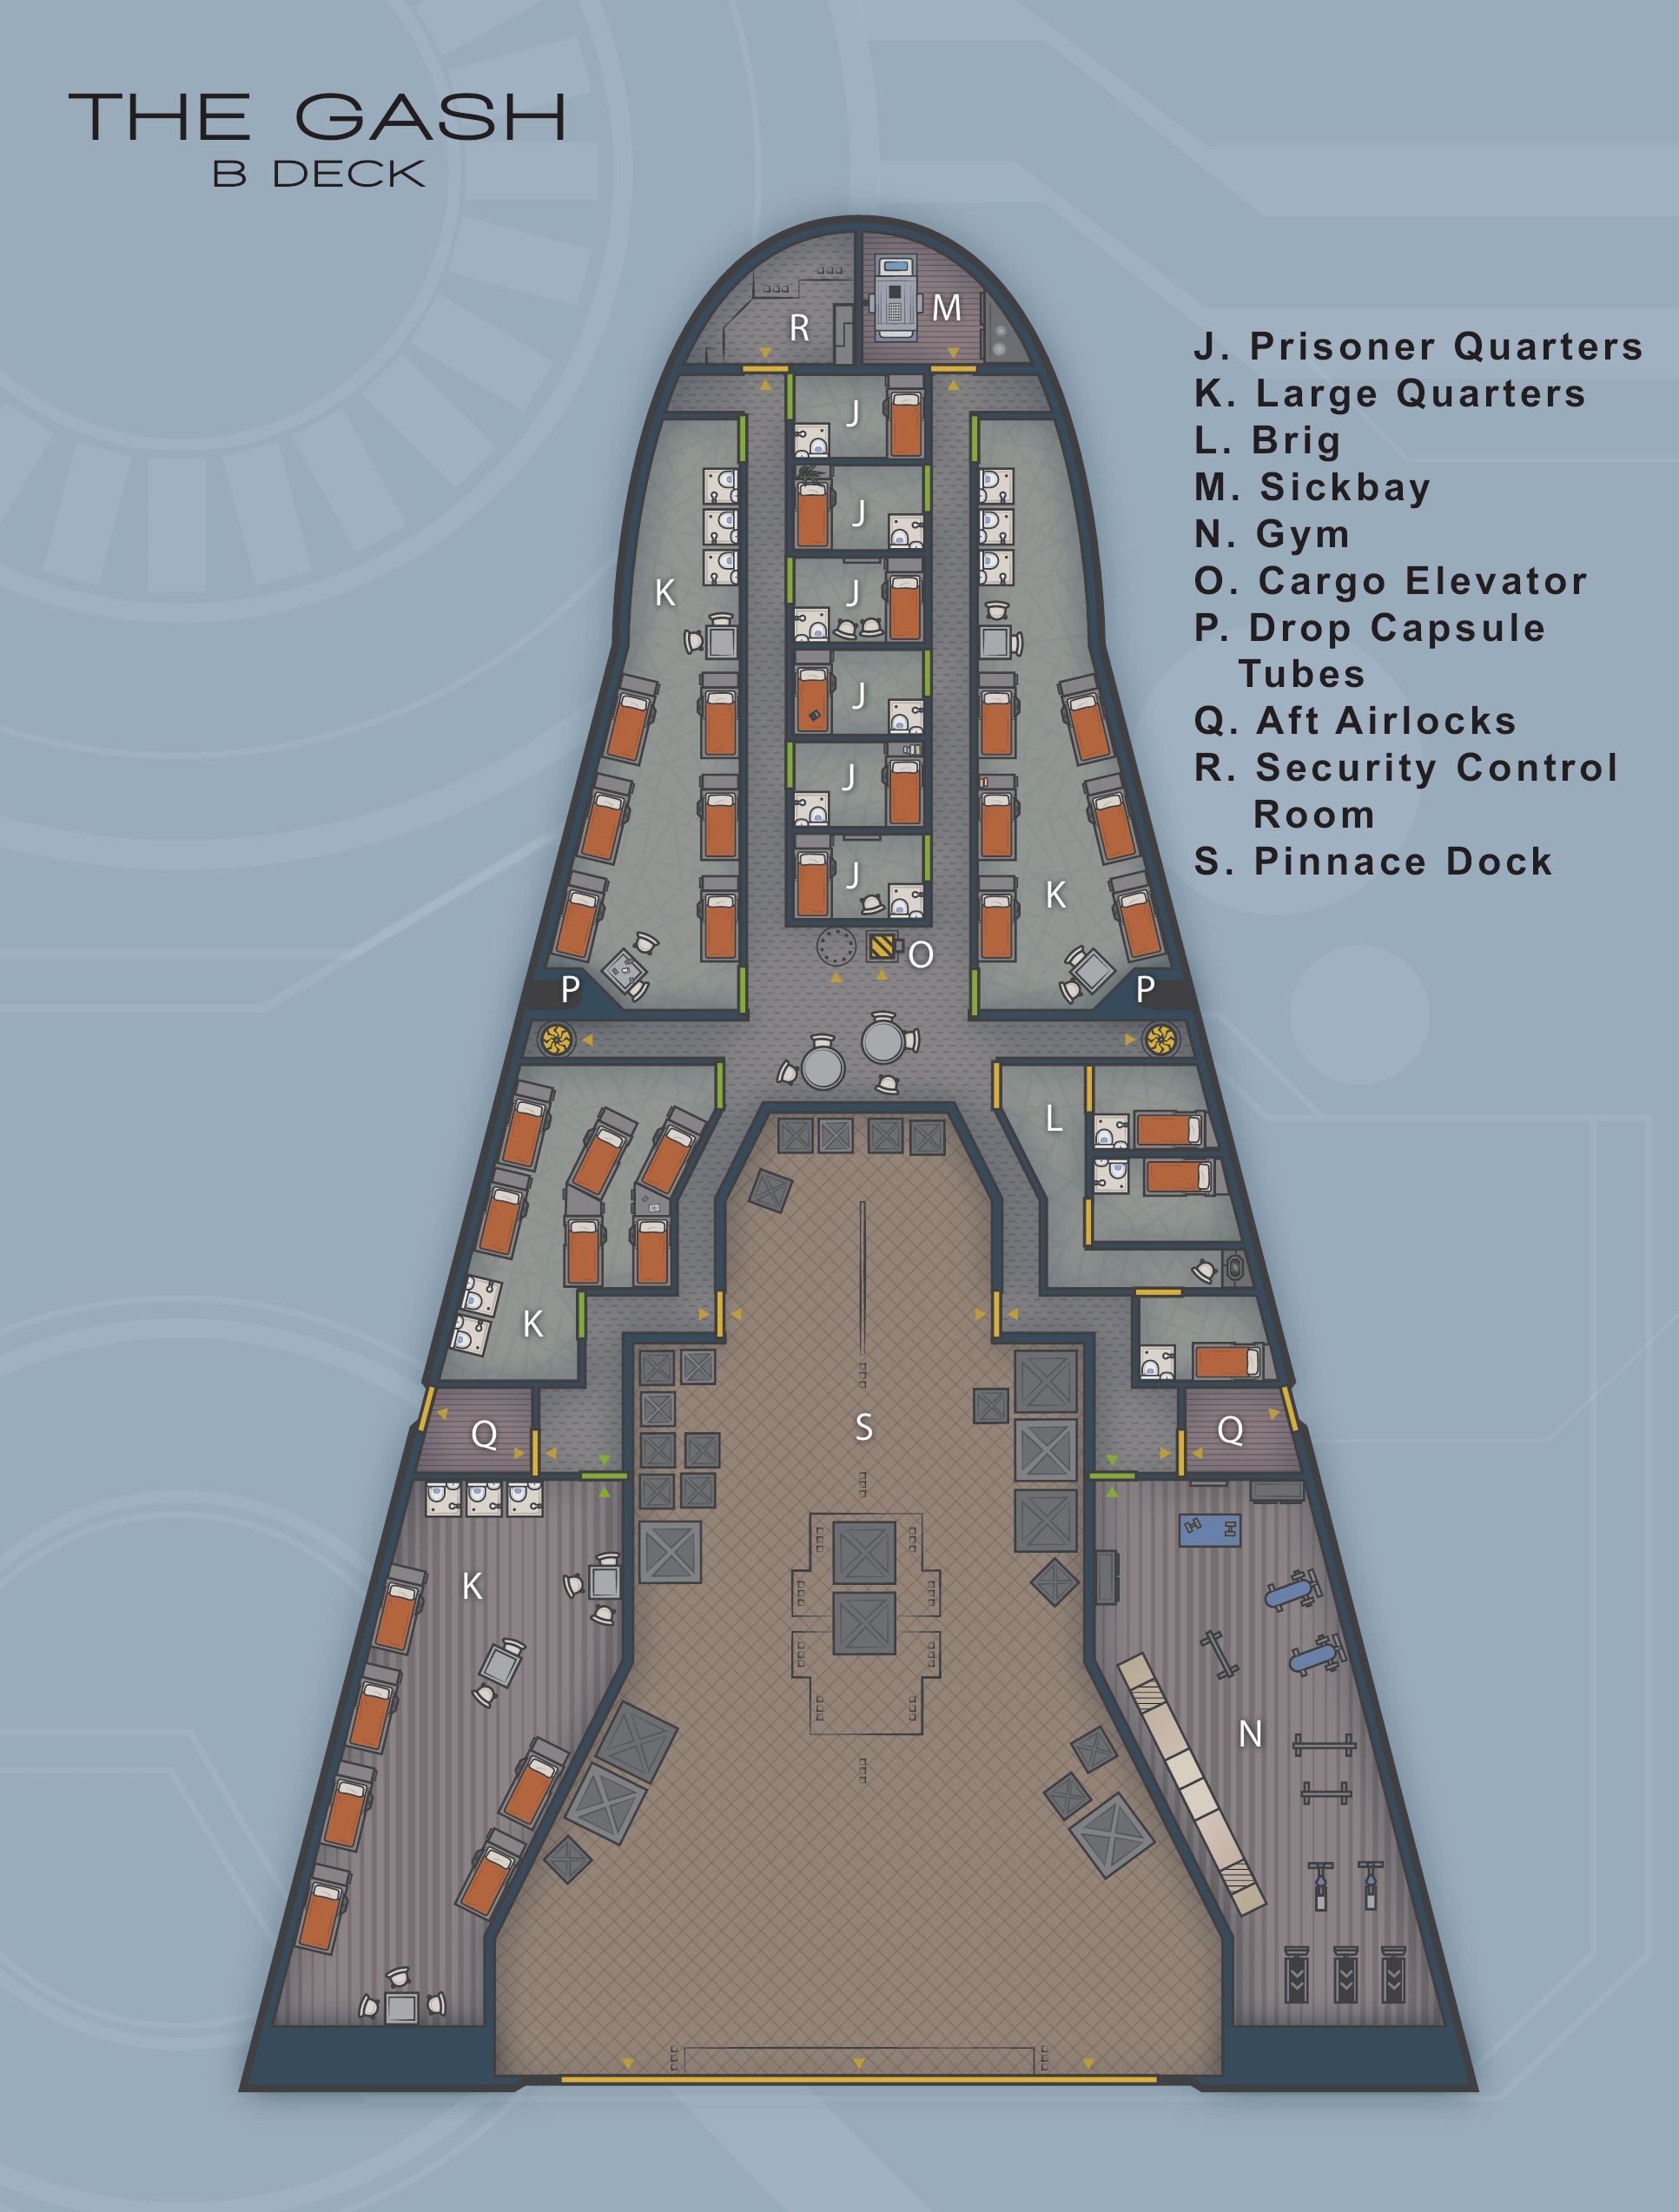 THE GASH
B DECK
J. Prisoner Quarters
K. Large Quarters
L. Brig
M. Sickbay
N. Gym
O. Cargo Elevator
P. Drop Capsule
Tubes
Q. Aft Airlocks
R. Security Control
Room
S. Pinnace Dock
R
M
J
J
K
J
J
J
J
K
O
P
P
L
K
Q
S
Q
K
N